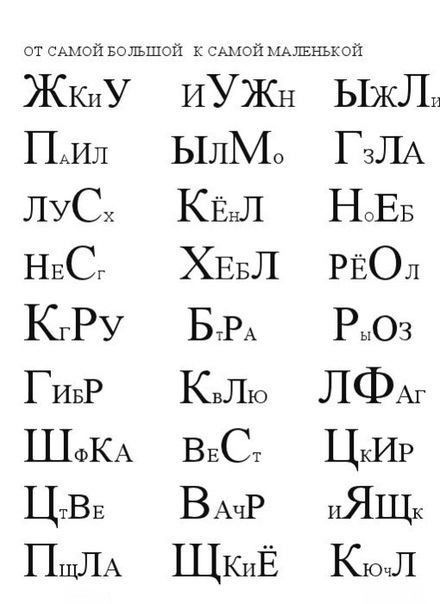 ОТ САМОЙ БОЛЬШОЙ К САМОЙ МАЛЕНЬКОЙ
ЖКиУ иУЖн ЫЖЛи
ПАИЛ ЫЛМо ГзЛА
ЛУСх КЁнЛ НоЕБ
НЕСг ХЕБЛ РЁОл
КгРУ БтРА РыОЗ
ГИБР КвЛЮ ЛФАг
ШФКА ВЕСт ЦкИР
ЦтВЕ ВАчР иЯЩк
ПщЛА ЩКиЁ КЮчЛ